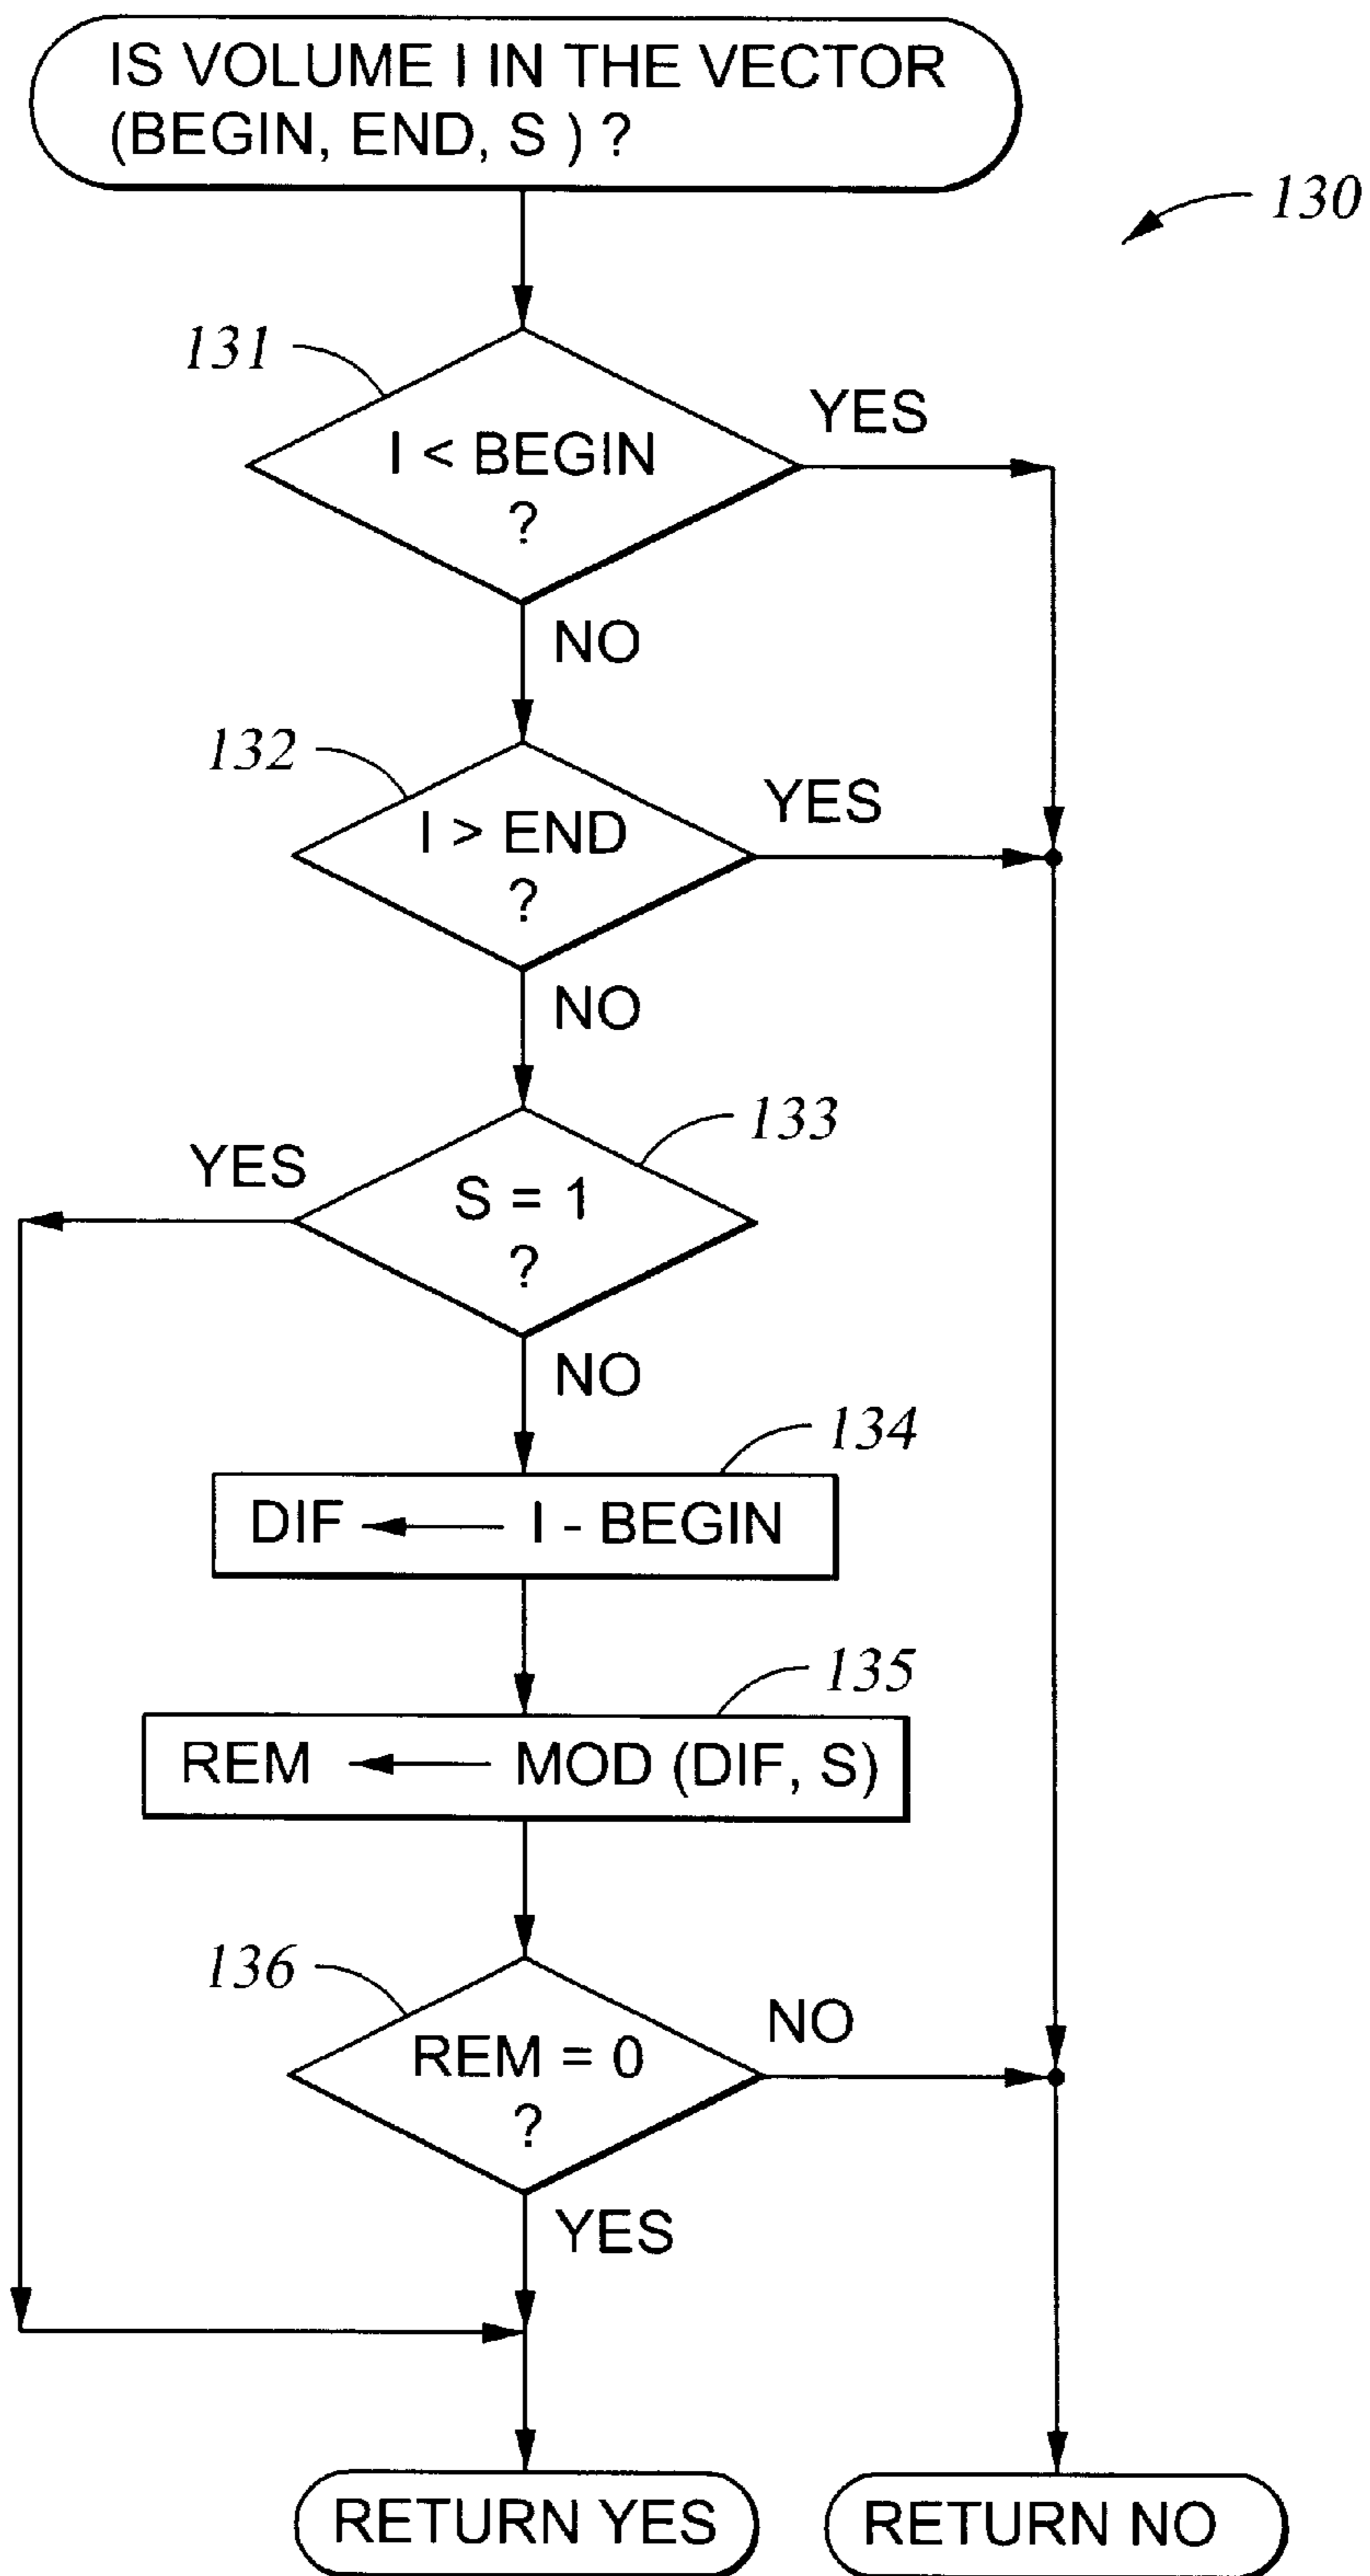 IS VOLUME I IN THE VECTOR
(BEGIN, END, S ) ?
130
131
I < BEGIN
?
YES
NO
132
I > END
?
YES
NO
133
YES
S = 1
?
NO
134
DIF ← I - BEGIN
135
REM ← MOD (DIF, S)
136
REM = 0
?
NO
YES
RETURN YES
RETURN NO